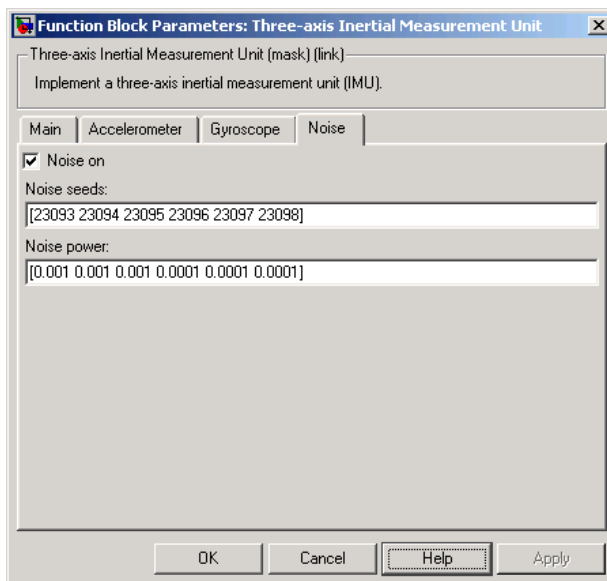 Function Block Parameters: Three-axis Inertial Measurement Unit
Three-axis Inertial Measurement Unit (mask) (link)
Implement a three-axis inertial measurement unit (IMU).
Main Accelerometer Gyroscope Noise
Noise on
Noise seeds:
[23093 23094 23095 23096 23097 23098]
Noise power:
[0.001 0.001 0.001 0.0001 0.0001 0.0001]
OK Cancel Help Apply